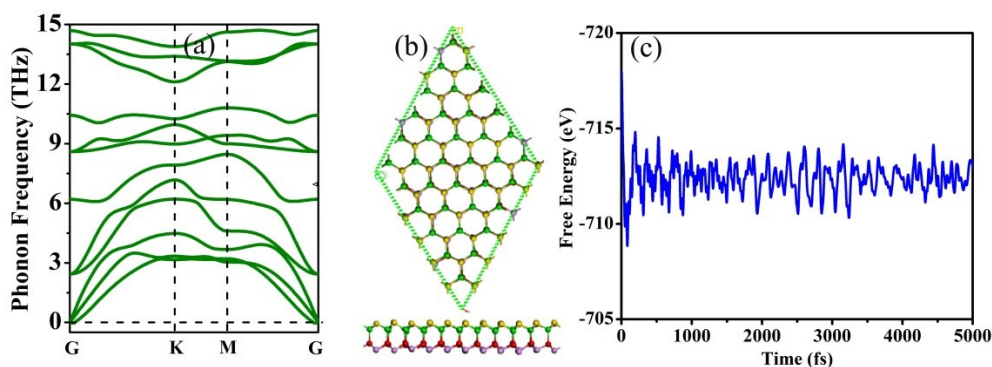 (a)
Phonon Frequency (THz)
15
12
9
6
3
0
G K M G
(b)
(c)
Free Energy (eV)
-720
-715
-710
-705
0 1000 2000 3000 4000 5000
Time (fs)